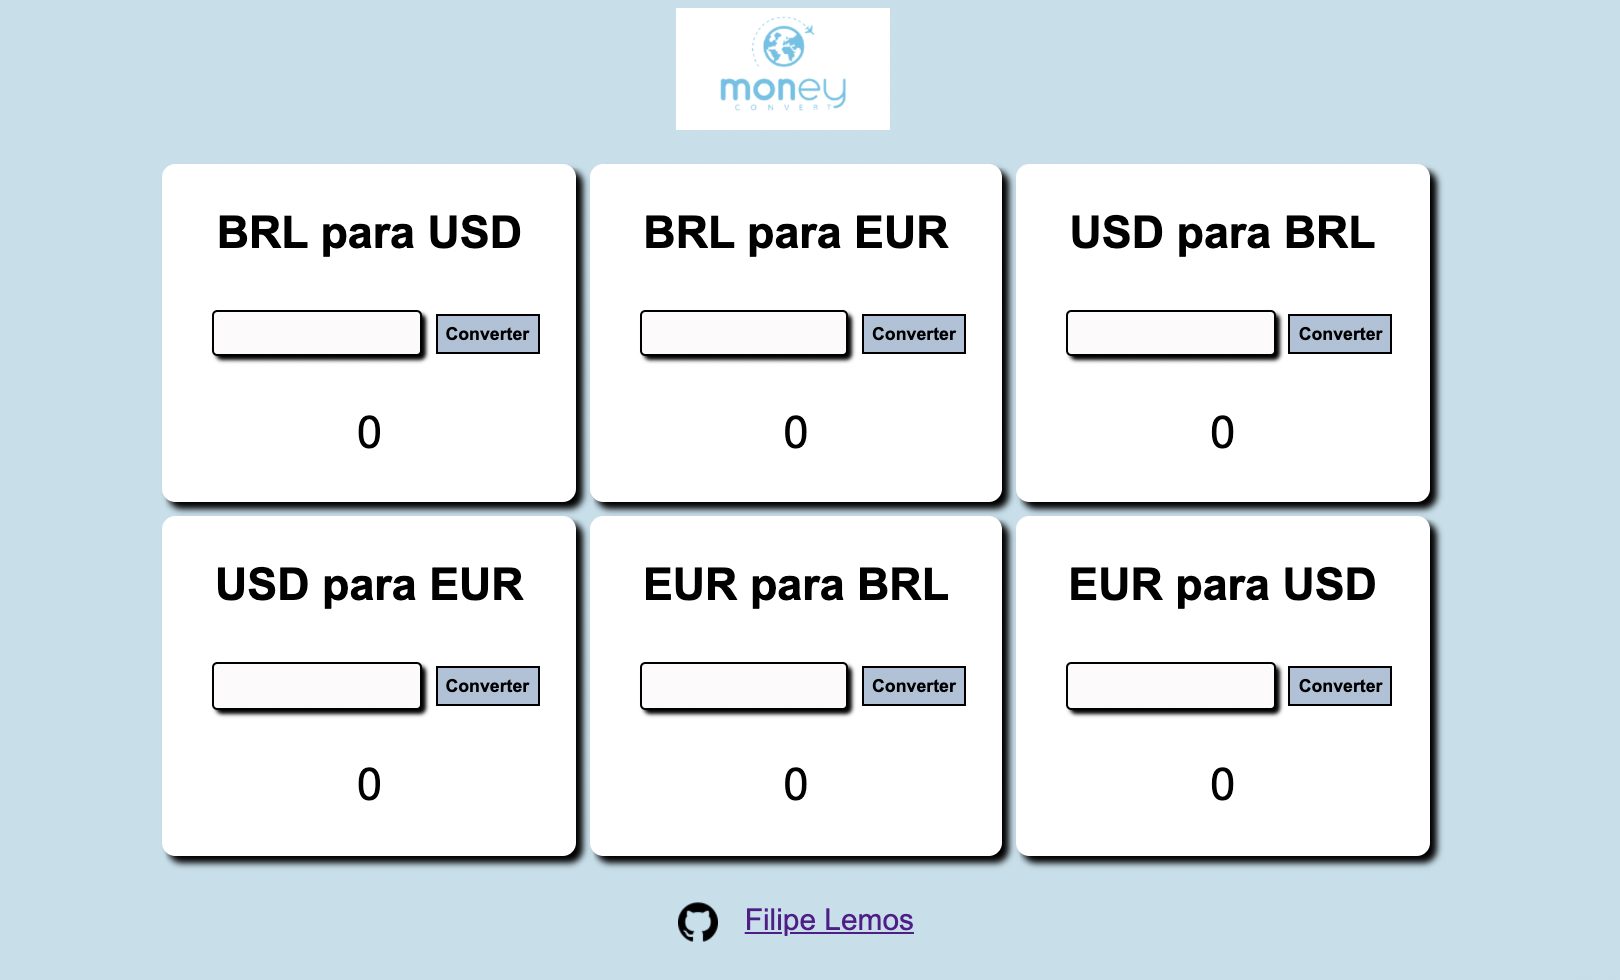 money
CONVERT
BRL para USD
Converter
0
BRL para EUR
Converter
0
USD para BRL
Converter
0
USD para EUR
Converter
0
EUR para BRL
Converter
0
EUR para USD
Converter
0
Filipe Lemos